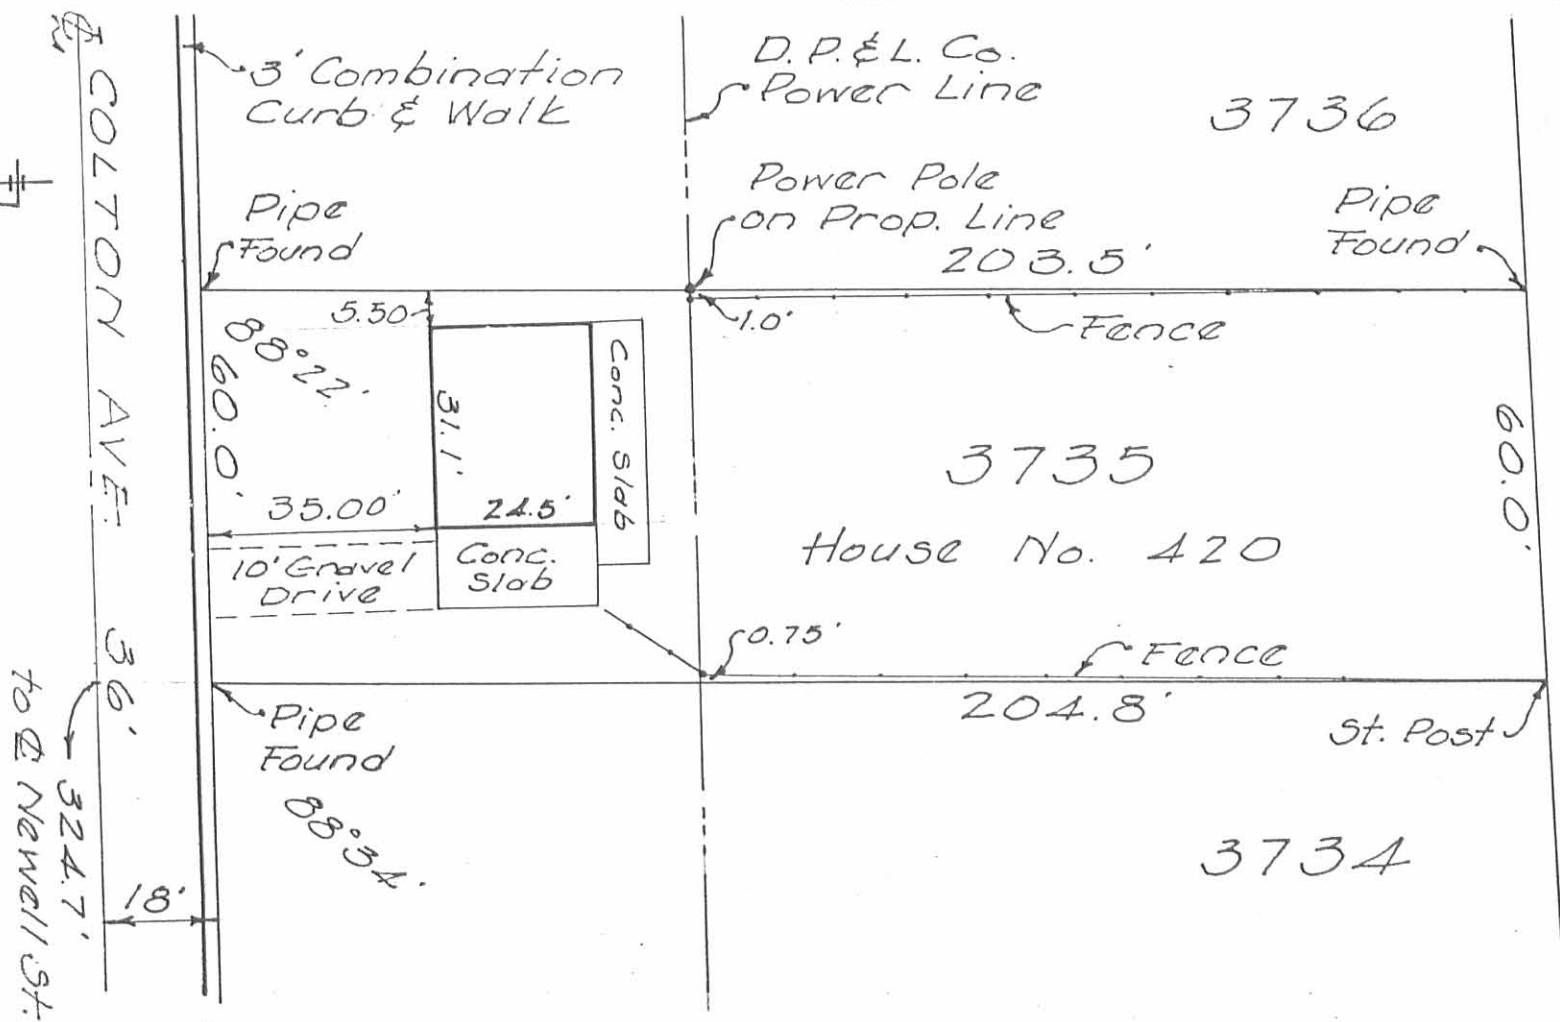 ℄ COLTON AVE. 36'
3' Combination
Curb & Walk
D.P.&L. Co.
Power Line
3736
Pipe
Found
Power Pole
on Prop. Line
203.5'
Pipe
Found
5.50
1.0'
Fence
88°22'
60.0'
31.1'
Conc. Slab
3735
60.0'
35.00'
24.5'
House No. 420
10' Gravel
Drive
Conc.
Slab
0.75'
Fence
204.8'
Pipe
Found
St. Post
88°34'
3734
18'
324.7'
to ℄ Newell St.